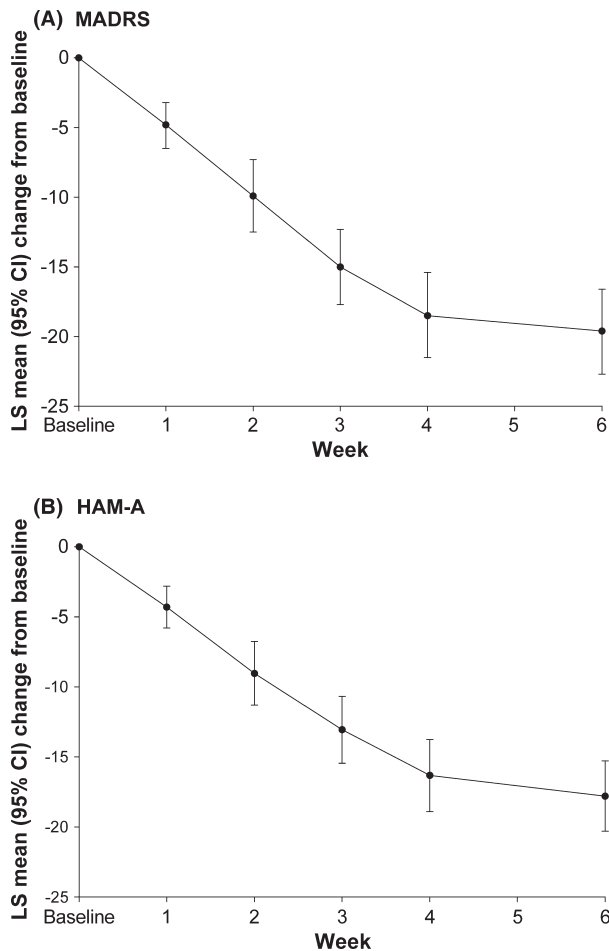 (A) MADRS
LS mean (95% CI) change from baseline
0
-5
-10
-15
-20
-25
Baseline 1 2 3 4 5 6
Week
(B) HAM-A
LS mean (95% CI) change from baseline
0
-5
-10
-15
-20
-25
Baseline 1 2 3 4 5 6
Week